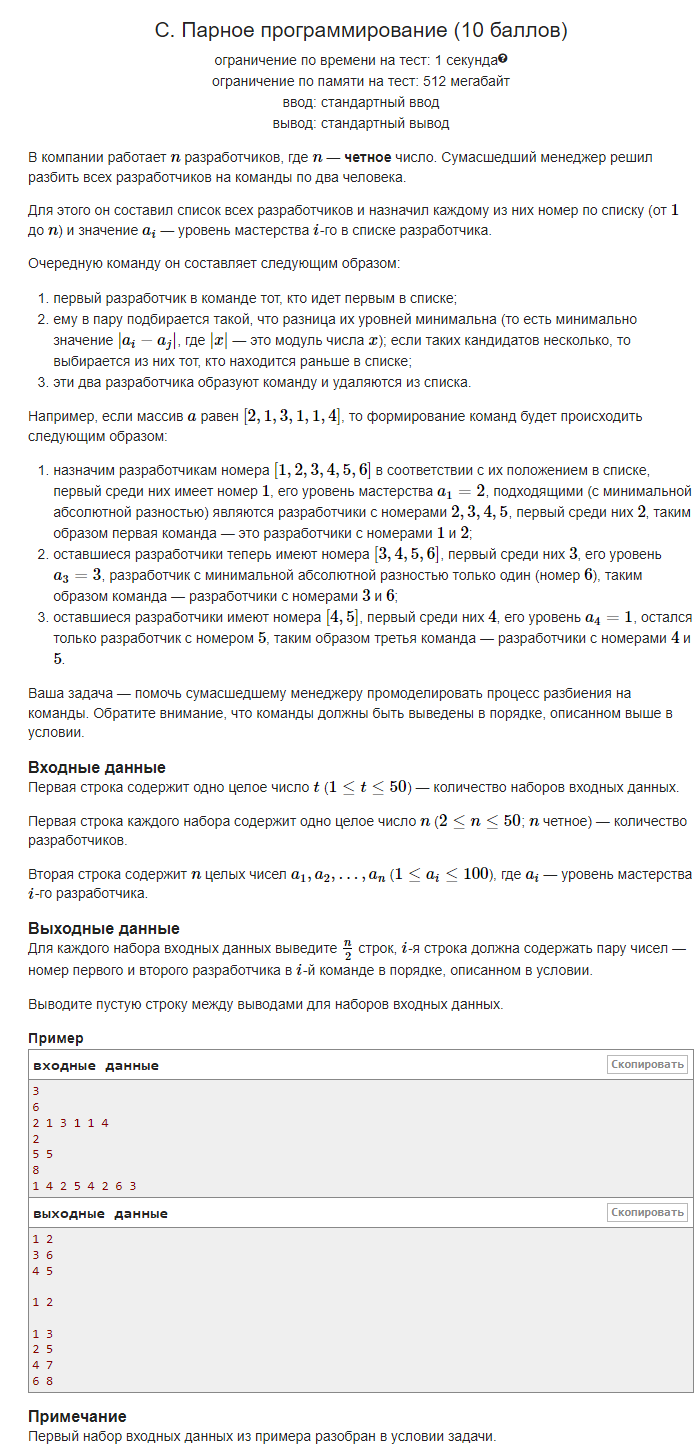 C. Парное программирование (10 баллов)
ограничение по времени на тест: 1 секунда?
ограничение по памяти на тест: 512 мегабайт
ввод: стандартный ввод
вывод: стандартный вывод
В компании работает n разработчиков, где n — четное число. Сумасшедший менеджер решил
разбить всех разработчиков на команды по два человека.
Для этого он составил список всех разработчиков и назначил каждому из них номер по списку (от 1
до n) и значение a_i — уровень мастерства i-го в списке разработчика.
Очередную команду он составляет следующим образом:
1. первый разработчик в команде тот, кто идет первым в списке;
2. ему в пару подбирается такой, что разница их уровней минимальна (то есть минимально
значение |a_i − a_j|, где |x| — это модуль числа x); если таких кандидатов несколько, то
выбирается из них тот, кто находится раньше в списке;
3. эти два разработчика образуют команду и удаляются из списка.
Например, если массив a равен [2, 1, 3, 1, 1, 4], то формирование команд будет происходить
следующим образом:
1. назначим разработчикам номера [1, 2, 3, 4, 5, 6] в соответствии с их положением в списке,
первый среди них имеет номер 1, его уровень мастерства a_1 = 2, подходящими (с минимальной
абсолютной разностью) являются разработчики с номерами 2, 3, 4, 5, первый среди них 2, таким
образом первая команда — это разработчики с номерами 1 и 2;
2. оставшиеся разработчики теперь имеют номера [3, 4, 5, 6], первый среди них 3, его уровень
a_3 = 3, разработчик с минимальной абсолютной разностью только один (номер 6), таким
образом команда — разработчики с номерами 3 и 6;
3. оставшиеся разработчики имеют номера [4, 5], первый среди них 4, его уровень a_4 = 1, остался
только разработчик с номером 5, таким образом третья команда — разработчики с номерами 4 и
5.
Ваша задача — помочь сумасшедшему менеджеру промоделировать процесс разбиения на
команды. Обратите внимание, что команды должны быть выведены в порядке, описанном выше в
условии.
Входные данные
Первая строка содержит одно целое число t (1 ≤ t ≤ 50) — количество наборов входных данных.
Первая строка каждого набора содержит одно целое число n (2 ≤ n ≤ 50; n четное) — количество
разработчиков.
Вторая строка содержит n целых чисел a_1, a_2, …, a_n (1 ≤ a_i ≤ 100), где a_i — уровень мастерства
i-го разработчика.
Выходные данные
Для каждого набора входных данных выведите n/2 строк, i-я строка должна содержать пару чисел —
номер первого и второго разработчика в i-й команде в порядке, описанном в условии.
Выводите пустую строку между выводами для наборов входных данных.
Пример
входные данные Скопировать
3
6
2 1 3 1 1 4
2
5 5
8
1 4 2 5 4 2 6 3
выходные данные Скопировать
1 2
3 6
4 5
1 2
1 3
2 5
4 7
6 8
Примечание
Первый набор входных данных из примера разобран в условии задачи.